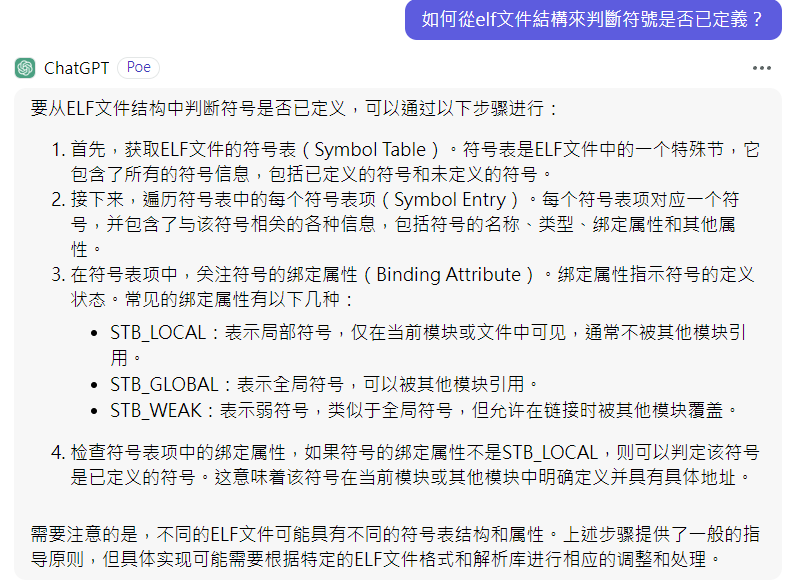 如何從elf文件結構來判斷符號是否已定義？
ChatGPT Poe
要从ELF文件结构中判断符号是否已定义，可以通过以下步骤进行：
1. 首先，获取ELF文件的符号表（Symbol Table）。符号表是ELF文件中的一个特殊节，它
包含了所有的符号信息，包括已定义的符号和未定义的符号。
2. 接下来，遍历符号表中的每个符号表项（Symbol Entry）。每个符号表项对应一个符
号，并包含了与该符号相关的各种信息，包括符号的名称、类型、绑定属性和其他属
性。
3. 在符号表项中，关注符号的绑定属性（Binding Attribute）。绑定属性指示符号的定义
状态。常见的绑定属性有以下几种：
• STB_LOCAL：表示局部符号，仅在当前模块或文件中可见，通常不被其他模块引
用。
• STB_GLOBAL：表示全局符号，可以被其他模块引用。
• STB_WEAK：表示弱符号，类似于全局符号，但允许在链接时被其他模块覆盖。
4. 检查符号表项中的绑定属性，如果符号的绑定属性不是STB_LOCAL，则可以判定该符号
是已定义的符号。这意味着该符号在当前模块或其他模块中明确定义并具有具体地址。
需要注意的是，不同的ELF文件可能具有不同的符号表结构和属性。上述步骤提供了一般的指
导原则，但具体实现可能需要根据特定的ELF文件格式和解析库进行相应的调整和处理。